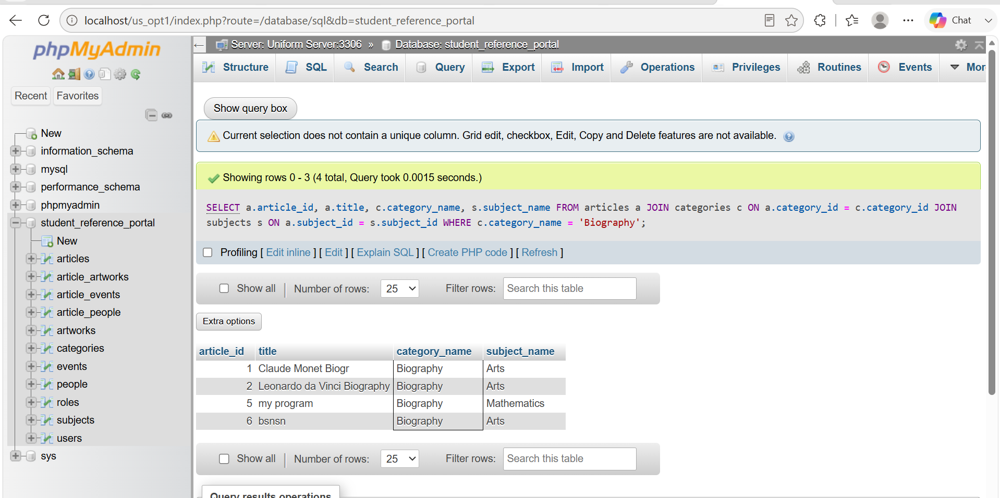 localhost/us_opt1/index.php?route=/database/sql&db=student_reference_portal
Chat
phpMyAdmin
Recent
Favorites
New
information_schema
mysql
performance_schema
phpmyadmin
student_reference_portal
New
articles
article_artworks
article_events
article_people
artworks
categories
events
people
roles
subjects
users
sys
Server: Uniform Server:3306 » Database: student_reference_portal
Structure SQL Search Query Export Import Operations Privileges Routines Events Mor
Show query box
Current selection does not contain a unique column. Grid edit, checkbox, Edit, Copy and Delete features are not available.
Showing rows 0 - 3 (4 total, Query took 0.0015 seconds.)
SELECT a.article_id, a.title, c.category_name, s.subject_name FROM articles a JOIN categories c ON a.category_id = c.category_id JOIN
subjects s ON a.subject_id = s.subject_id WHERE c.category_name = 'Biography';
Profiling [ Edit inline ] [ Edit ] [ Explain SQL ] [ Create PHP code ] [ Refresh ]
Show all | Number of rows: 25 Filter rows: Search this table
Extra options
article_id title category_name subject_name
1 Claude Monet Biogr Biography Arts
2 Leonardo da Vinci Biography Biography Arts
5 my program Biography Mathematics
6 bsnsn Biography Arts
Show all | Number of rows: 25 Filter rows: Search this table
Query results operations